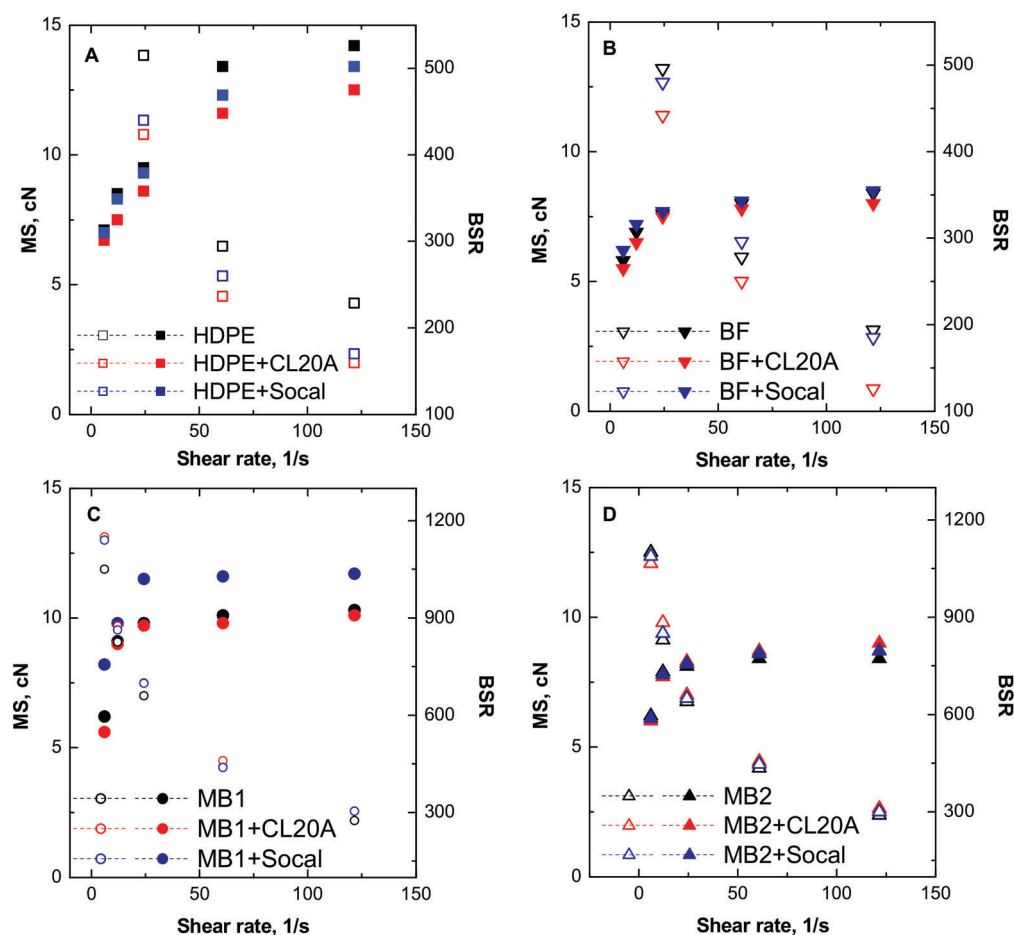 A
15
10
5
0
MS, cN
500
400
300
200
100
BSR
HDPE
HDPE+CL20A
HDPE+Socal
0
50
100
150
Shear rate, 1/s
B
15
10
5
0
MS, cN
500
400
300
200
100
BSR
BF
BF+CL20A
BF+Socal
0
50
100
150
Shear rate, 1/s
C
15
10
5
0
MS, cN
1200
900
600
300
BSR
MB1
MB1+CL20A
MB1+Socal
0
50
100
150
Shear rate, 1/s
D
15
10
5
0
MS, cN
1200
900
600
300
BSR
MB2
MB2+CL20A
MB2+Socal
0
50
100
150
Shear rate, 1/s